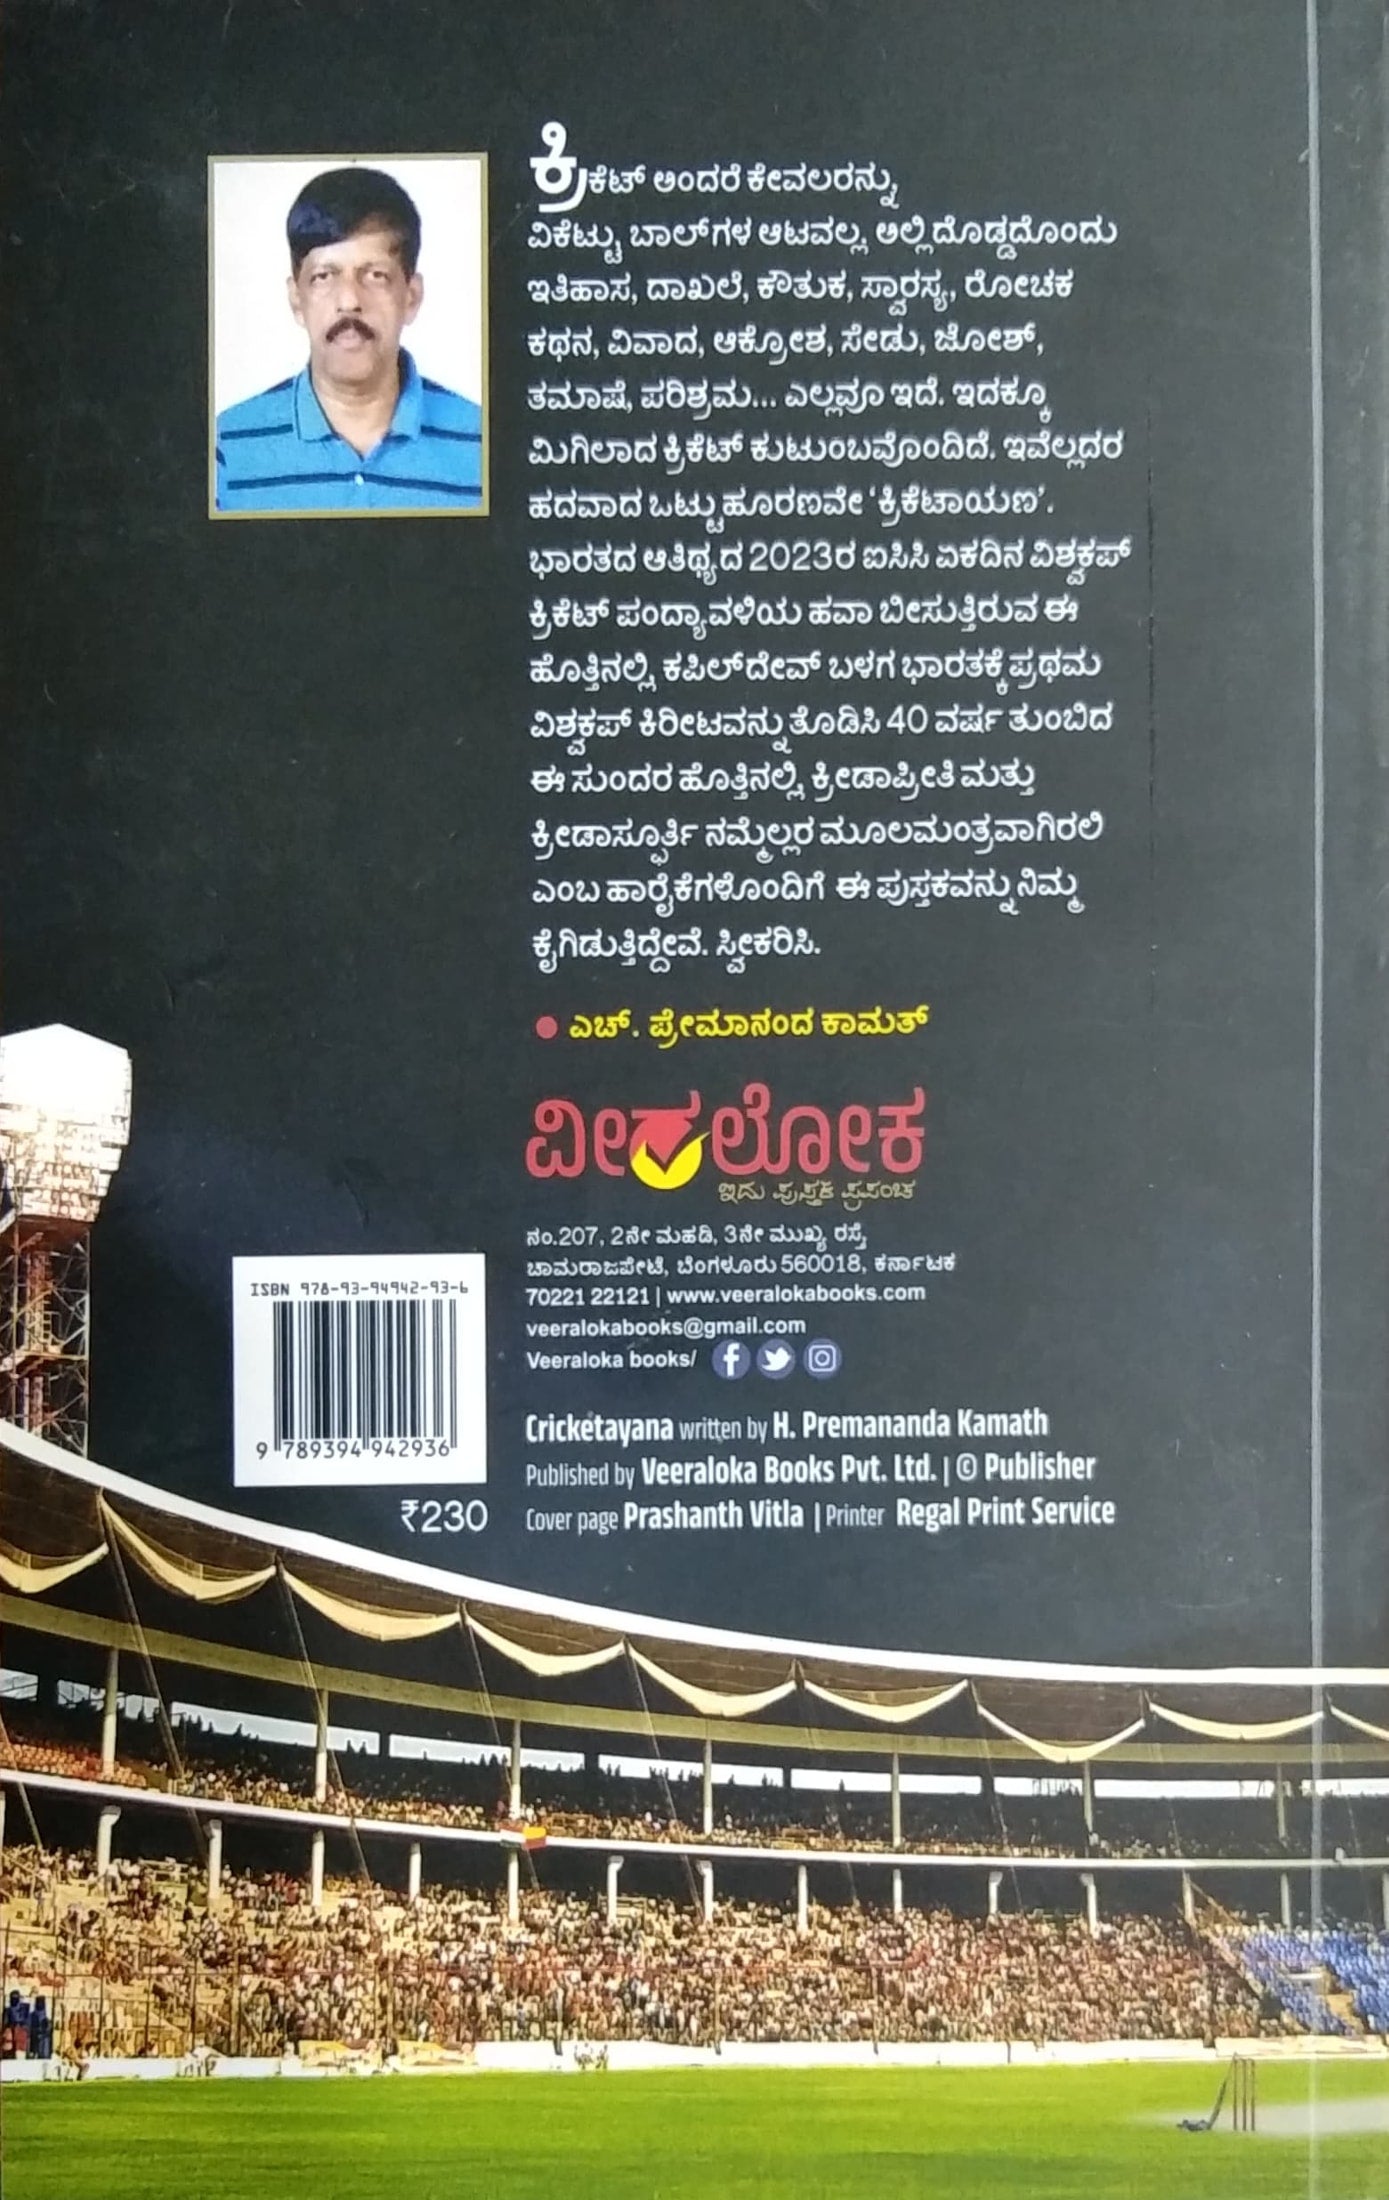 ಕ್ರಿಕೆಟ್ ಅಂದರೆ ಕೇವಲ ರನ್ನು,
ವಿಕೆಟ್ಟು, ಬಾಲ್‌ಗಳ ಆಟವಲ್ಲ, ಅಲ್ಲಿ ದೊಡ್ಡದೊಂದು
ಇತಿಹಾಸ, ದಾಖಲೆ, ಕೌತುಕ, ಸ್ವಾರಸ್ಯ, ರೋಚಕ
ಕಥನ, ವಿವಾದ, ಆಕ್ರೋಶ, ಸೇಡು, ಜೋಶ್,
ತಮಾಷೆ, ಪರಿಶ್ರಮ... ಎಲ್ಲವೂ ಇದೆ. ಇದಕ್ಕೂ
ಮಿಗಿಲಾದ ಕ್ರಿಕೆಟ್ ಕುಟುಂಬವೊಂದಿದೆ. ಇವೆಲ್ಲದರ
ಹದವಾದ ಒಟ್ಟು ಹೂರಣವೇ ‘ಕ್ರಿಕೆಟಾಯಣ’.
ಭಾರತದ ಆತಿಥ್ಯದ 2023ರ ಐಸಿಸಿ ಏಕದಿನ ವಿಶ್ವಕಪ್
ಕ್ರಿಕೆಟ್ ಪಂದ್ಯಾವಳಿಯ ಹವಾ ಬೀಸುತ್ತಿರುವ ಈ
ಹೊತ್ತಿನಲ್ಲಿ, ಕಪಿಲ್‌ದೇವ್ ಬಳಗ ಭಾರತಕ್ಕೆ ಪ್ರಥಮ
ವಿಶ್ವಕಪ್ ಕಿರೀಟವನ್ನು ತೊಡಿಸಿ 40 ವರ್ಷ ತುಂಬಿದ
ಈ ಸುಂದರ ಹೊತ್ತಿನಲ್ಲಿ, ಕ್ರೀಡಾಪ್ರೀತಿ ಮತ್ತು
ಕ್ರೀಡಾಸ್ಫೂರ್ತಿ ನಮ್ಮೆಲ್ಲರ ಮೂಲಮಂತ್ರವಾಗಿರಲಿ
ಎಂಬ ಹಾರೈಕೆಗಳೊಂದಿಗೆ ಈ ಪುಸ್ತಕವನ್ನು ನಿಮ್ಮ
ಕೈಗಿಡುತ್ತಿದ್ದೇವೆ. ಸ್ವೀಕರಿಸಿ.
• ಎಚ್. ಪ್ರೇಮಾನಂದ ಕಾಮತ್
ವೀರಲೋಕ
ಇದು ಪುಸ್ತಕ ಪ್ರಪಂಚ
ನಂ.207, 2ನೇ ಮಹಡಿ, 3ನೇ ಮುಖ್ಯ ರಸ್ತೆ,
ಚಾಮರಾಜಪೇಟೆ, ಬೆಂಗಳೂರು 560018, ಕರ್ನಾಟಕ
70221 22121 | www.veeralokabooks.com
veeralokabooks@gmail.com
Veeraloka books/
ISBN 978-93-94942-93-6
9 789394 942936
₹230
Cricketayana written by H. Premananda Kamath
Published by Veeraloka Books Pvt. Ltd. | © Publisher
Cover page Prashanth Vitla | Printer Regal Print Service